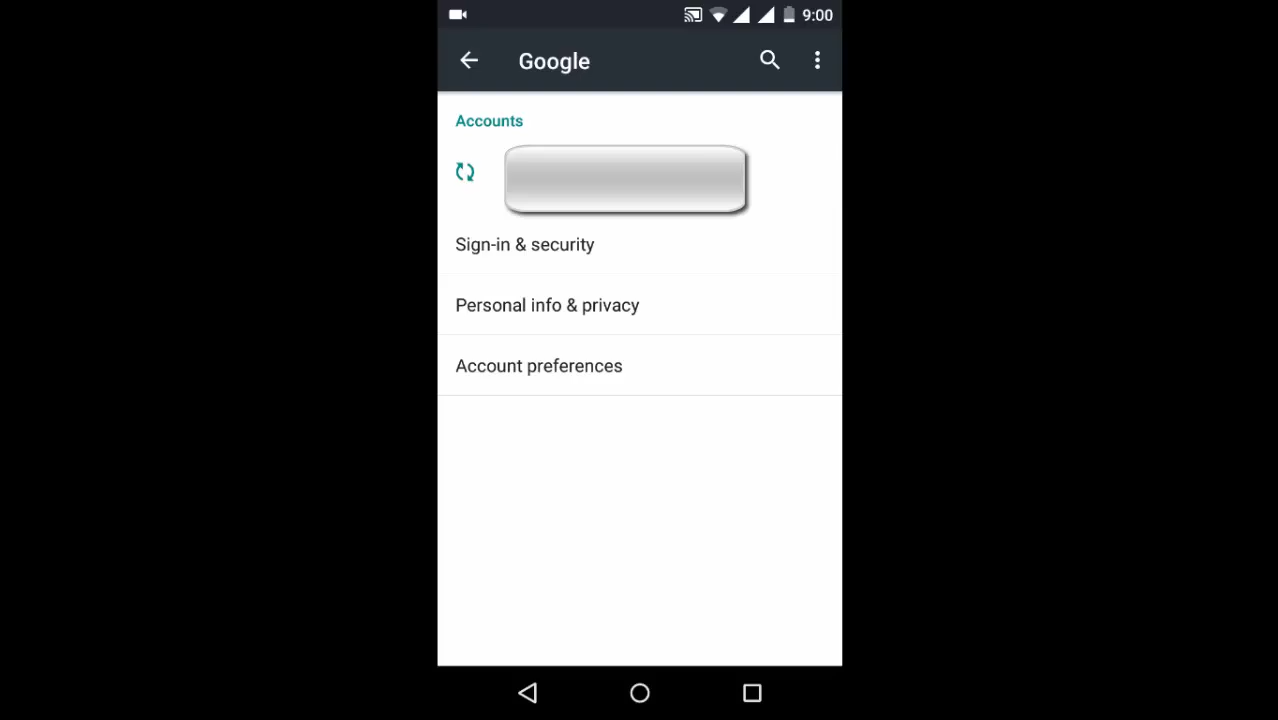 9:00
Google
Accounts
Sign-in & security
Personal info & privacy
Account preferences